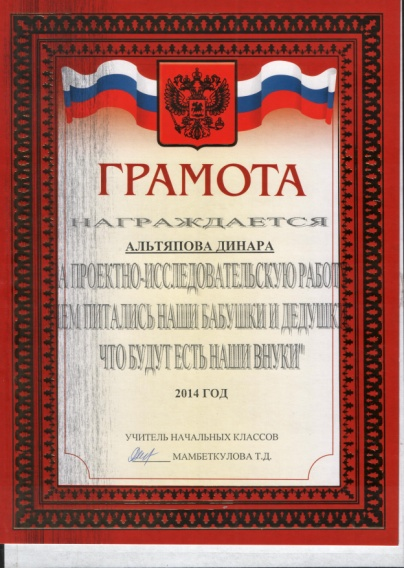 ГРАМОТА
НАГРАЖДАЕТСЯ
АЛЬТЯПОВА ДИНАРА
А ПРОЕКТНО-ИССЛЕДОВАТЕЛЬСКУЮ РАБОТ
ЕМ ПИТАЛИСЬ НАШИ БАБУШКИ И ДЕДУШК
ЧТО БУДУТ ЕСТЬ НАШИ ВНУКИ"
2014 ГОД
УЧИТЕЛЬ НАЧАЛЬНЫХ КЛАССОВ
МАМБЕТКУЛОВА Т.Д.